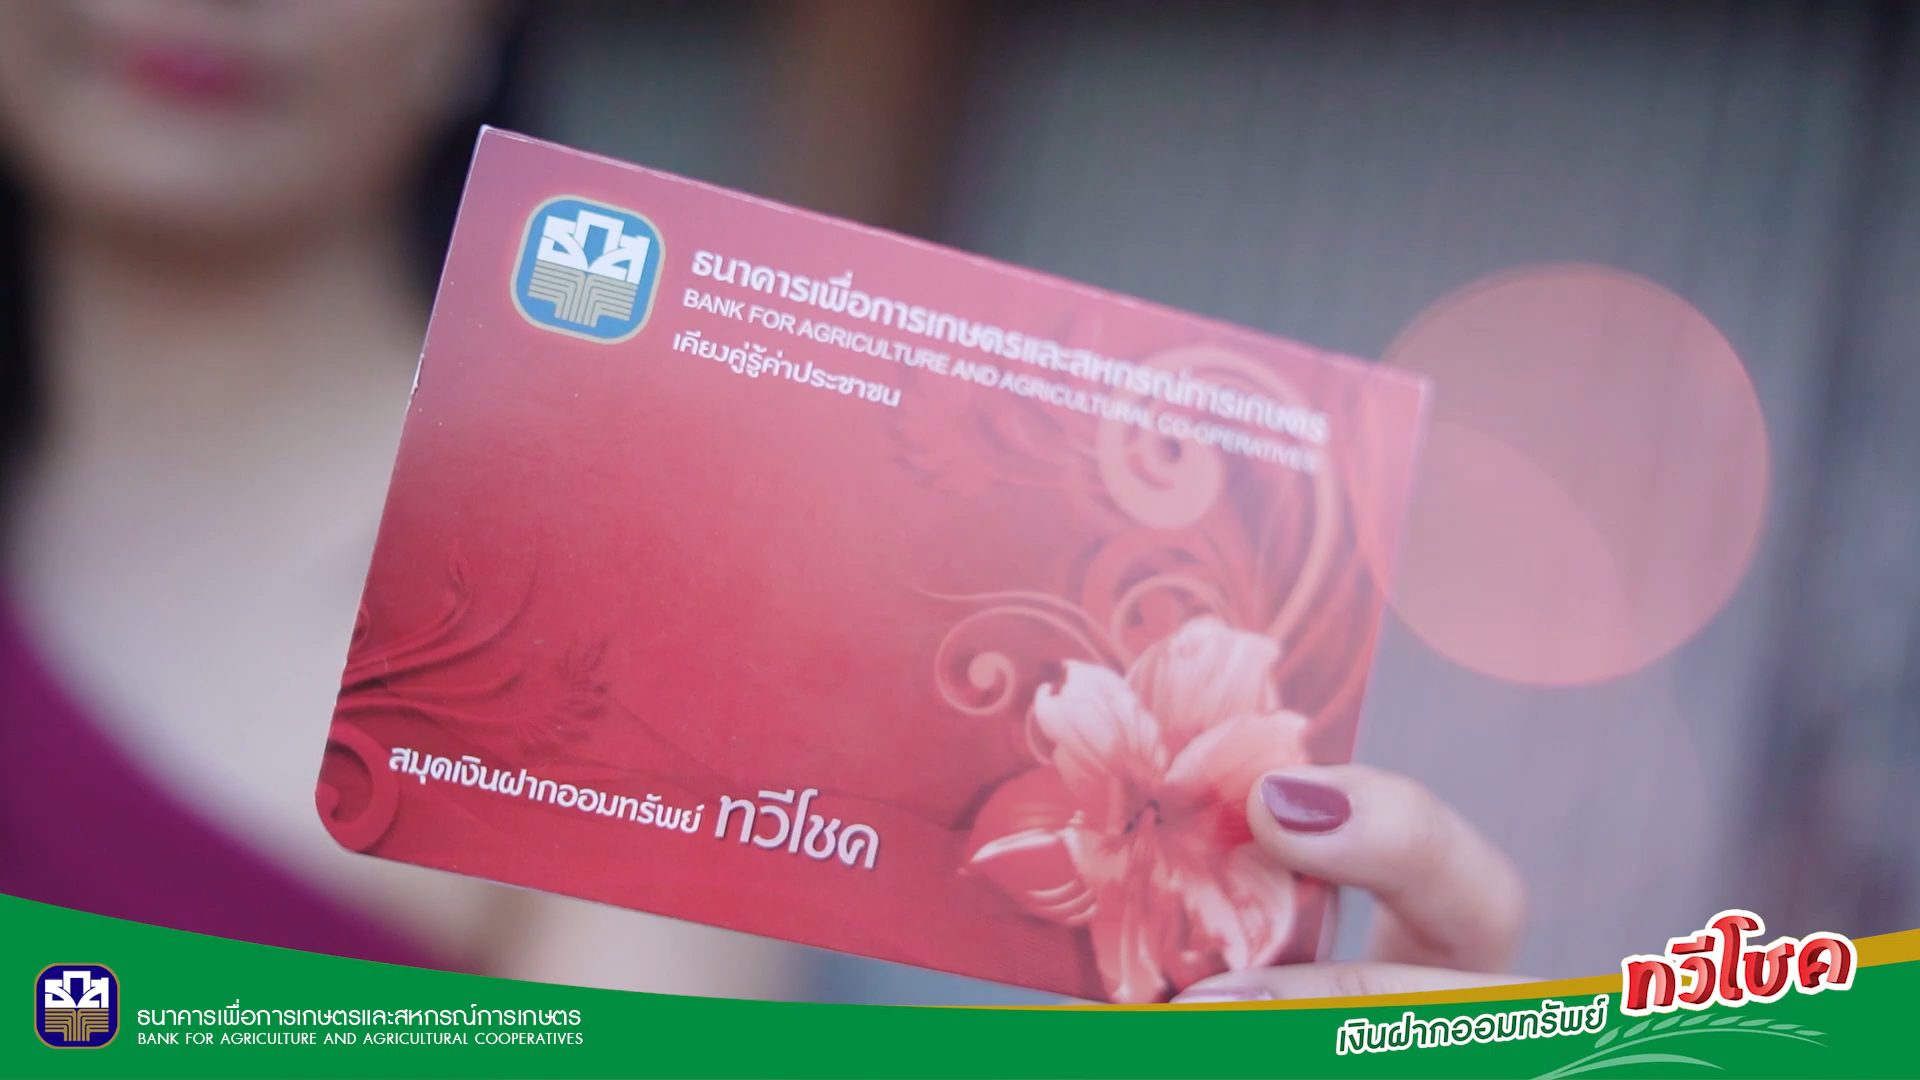 ธกส
ธนาคารเพื่อการเกษตรและสหกรณ์การเกษตร
BANK FOR AGRICULTURE AND AGRICULTURAL CO-OPERATIVES
เคียงคู่รู้ค่าประชาชน
สมุดเงินฝากออมทรัพย์ ทวีโชค
ธกส
ธนาคารเพื่อการเกษตรและสหกรณ์การเกษตร
BANK FOR AGRICULTURE AND AGRICULTURAL COOPERATIVES
เงินฝากออมทรัพย์ ทวีโชค